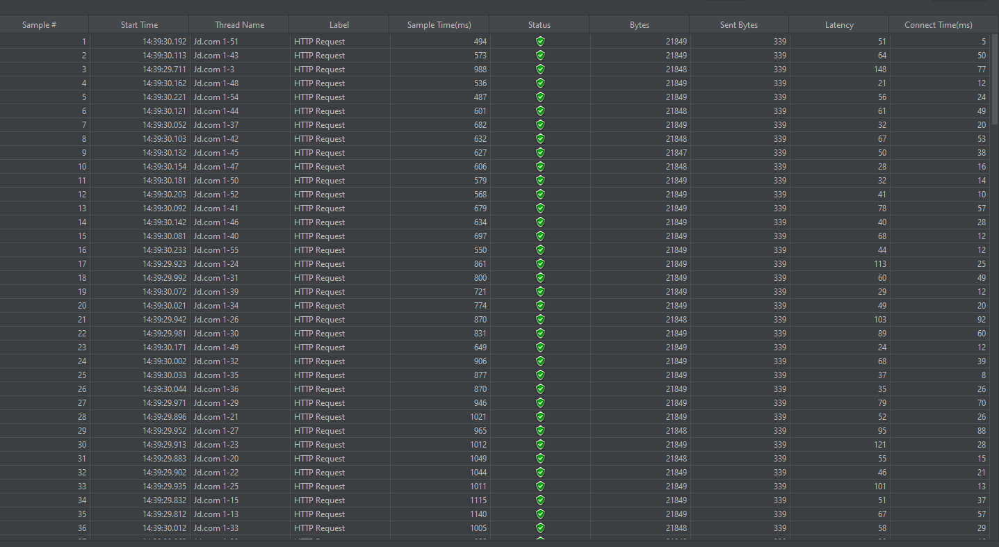 Sample # Start Time Thread Name Label Sample Time(ms) Status Bytes Sent Bytes Latency Connect Time(ms)
1 14:39:30.192 Jd.com 1-51 HTTP Request 494 21849 339 51 5
2 14:39:30.113 Jd.com 1-43 HTTP Request 573 21849 339 64 50
3 14:39:29.711 Jd.com 1-3 HTTP Request 988 21848 339 148 77
4 14:39:30.162 Jd.com 1-48 HTTP Request 536 21849 339 21 12
5 14:39:30.221 Jd.com 1-54 HTTP Request 487 21849 339 56 24
6 14:39:30.121 Jd.com 1-44 HTTP Request 601 21848 339 61 49
7 14:39:30.052 Jd.com 1-37 HTTP Request 682 21849 339 32 20
8 14:39:30.103 Jd.com 1-42 HTTP Request 632 21848 339 67 53
9 14:39:30.132 Jd.com 1-45 HTTP Request 627 21847 339 50 38
10 14:39:30.154 Jd.com 1-47 HTTP Request 606 21848 339 28 16
11 14:39:30.181 Jd.com 1-50 HTTP Request 579 21849 339 32 14
12 14:39:30.203 Jd.com 1-52 HTTP Request 568 21849 339 41 10
13 14:39:30.092 Jd.com 1-41 HTTP Request 679 21849 339 78 57
14 14:39:30.142 Jd.com 1-46 HTTP Request 634 21849 339 40 28
15 14:39:30.081 Jd.com 1-40 HTTP Request 697 21849 339 68 12
16 14:39:30.233 Jd.com 1-55 HTTP Request 550 21849 339 44 12
17 14:39:29.923 Jd.com 1-24 HTTP Request 861 21849 339 113 25
18 14:39:29.992 Jd.com 1-31 HTTP Request 800 21849 339 60 49
19 14:39:30.072 Jd.com 1-39 HTTP Request 721 21849 339 29 12
20 14:39:30.021 Jd.com 1-34 HTTP Request 774 21849 339 49 20
21 14:39:29.942 Jd.com 1-26 HTTP Request 870 21848 339 103 92
22 14:39:29.981 Jd.com 1-30 HTTP Request 831 21849 339 89 60
23 14:39:30.171 Jd.com 1-49 HTTP Request 649 21849 339 24 12
24 14:39:30.002 Jd.com 1-32 HTTP Request 906 21849 339 68 39
25 14:39:30.033 Jd.com 1-35 HTTP Request 877 21849 339 37 8
26 14:39:30.044 Jd.com 1-36 HTTP Request 870 21849 339 35 26
27 14:39:29.971 Jd.com 1-29 HTTP Request 946 21849 339 79 70
28 14:39:29.896 Jd.com 1-21 HTTP Request 1021 21849 339 52 26
29 14:39:29.952 Jd.com 1-27 HTTP Request 965 21848 339 95 88
30 14:39:29.913 Jd.com 1-23 HTTP Request 1012 21849 339 121 28
31 14:39:29.883 Jd.com 1-20 HTTP Request 1049 21848 339 55 15
32 14:39:29.902 Jd.com 1-22 HTTP Request 1044 21849 339 46 21
33 14:39:29.935 Jd.com 1-25 HTTP Request 1011 21849 339 101 13
34 14:39:29.832 Jd.com 1-15 HTTP Request 1115 21849 339 51 37
35 14:39:29.812 Jd.com 1-13 HTTP Request 1140 21849 339 67 57
36 14:39:30.012 Jd.com 1-33 HTTP Request 1005 21848 339 58 29